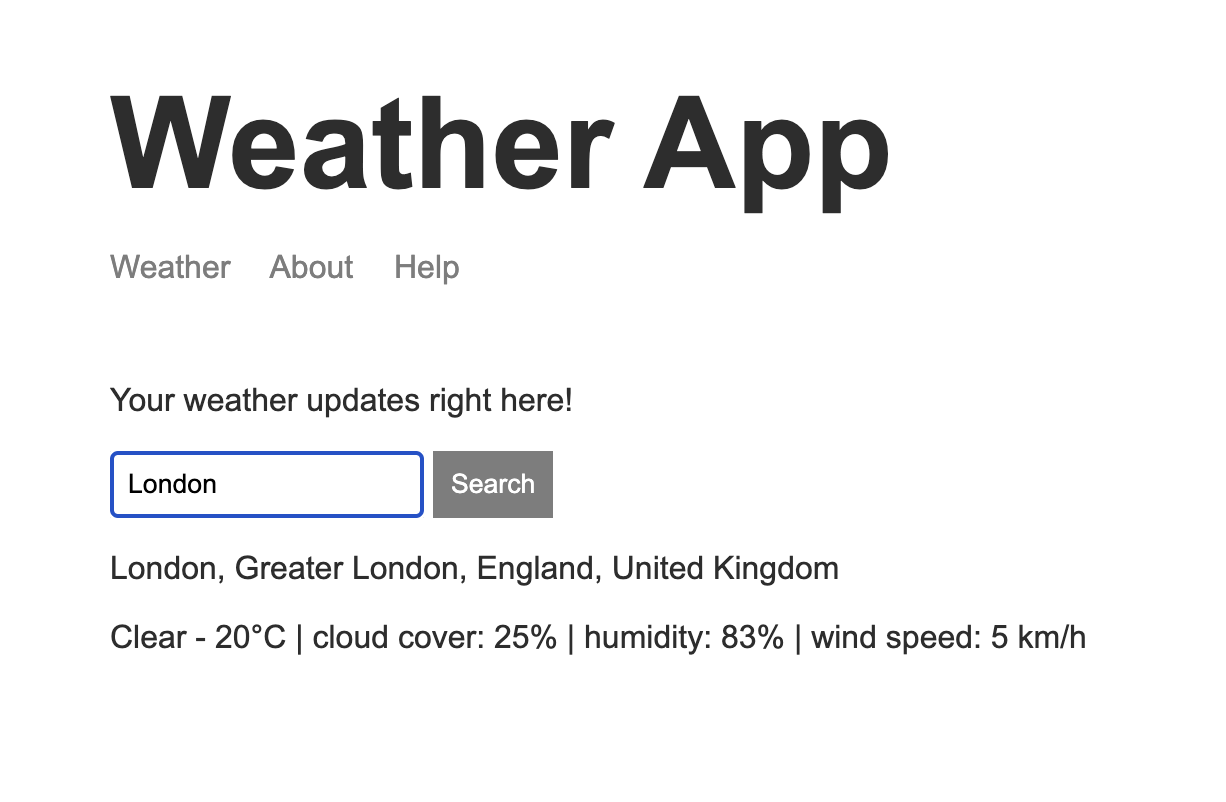 Weather App
Weather About Help
Your weather updates right here!
London Search
London, Greater London, England, United Kingdom
Clear - 20°C | cloud cover: 25% | humidity: 83% | wind speed: 5 km/h